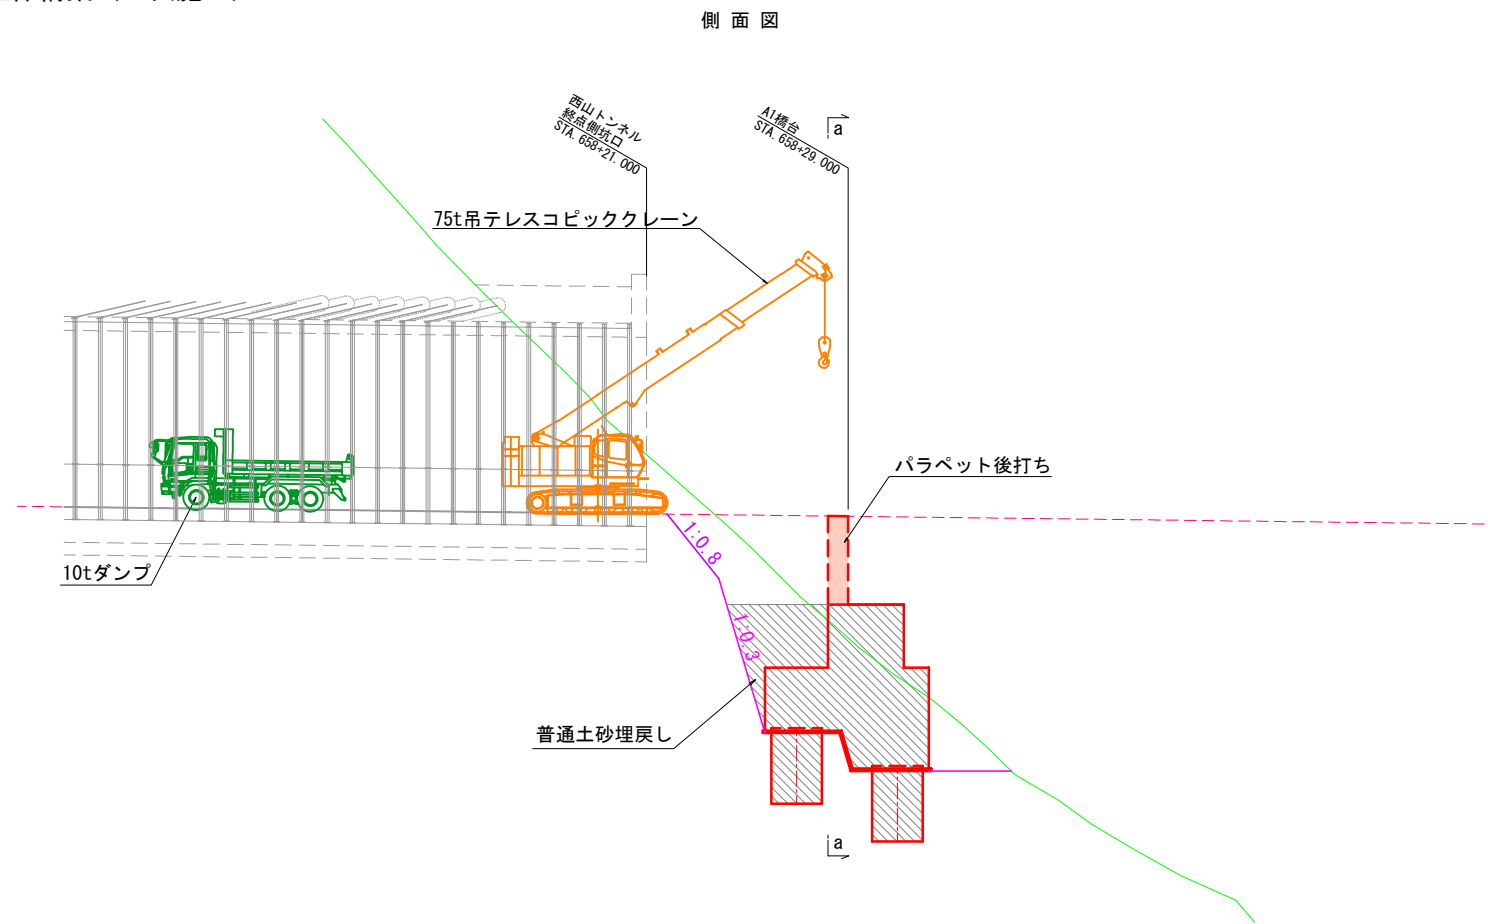 側面図
西山トンネル
終点側坑口
STA. 658+21.000
A1橋台
STA. 658+29.000
a
75t吊テレスコピッククレーン
パラペット後打ち
1:0.8
10tダンプ
1:0.3
普通土砂埋戻し
a